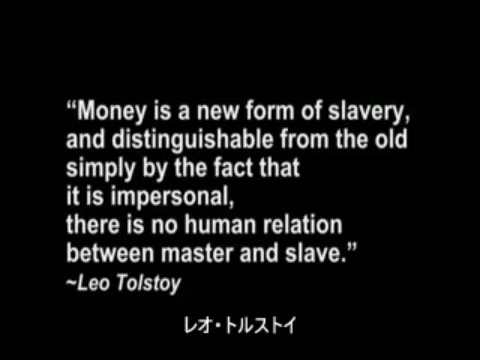 “Money is a new form of slavery,
and distinguishable from the old
simply by the fact that
it is impersonal,
there is no human relation
between master and slave.”
~Leo Tolstoy
レオ・トルストイ